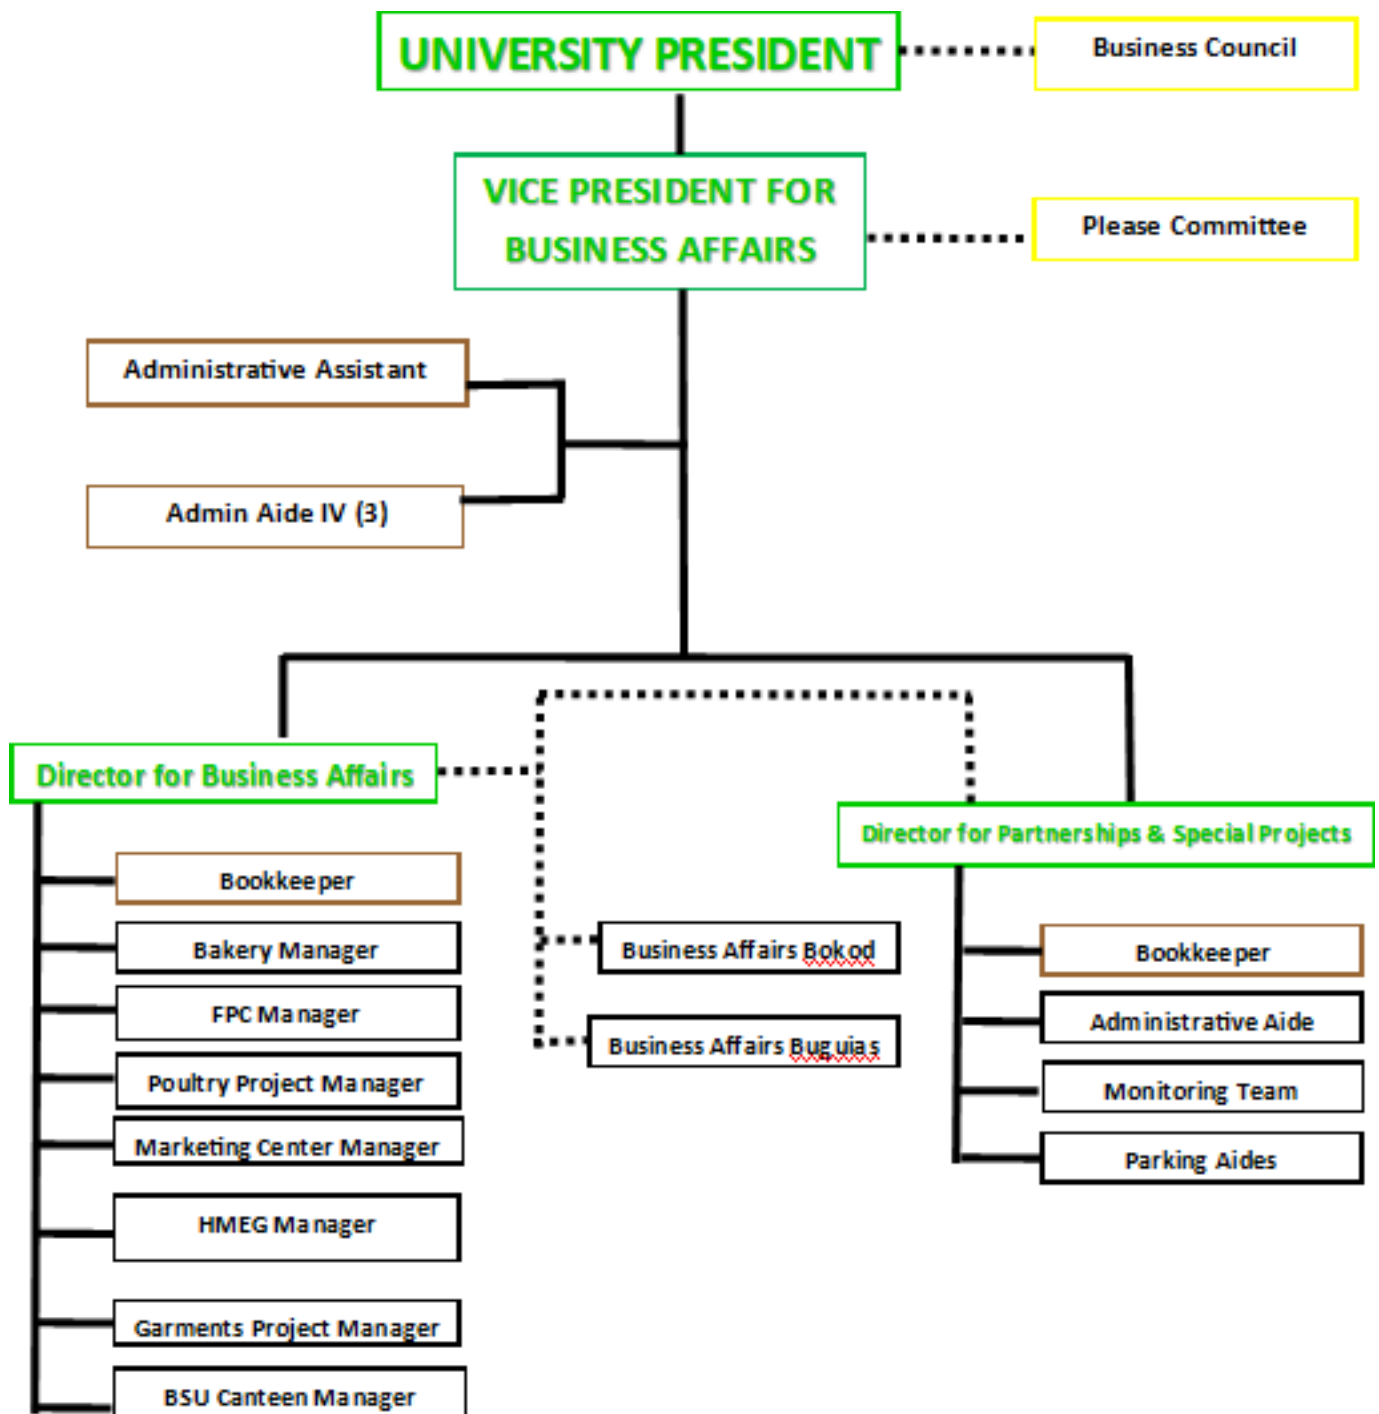 UNIVERSITY PRESIDENT
Business Council
VICE PRESIDENT FOR
BUSINESS AFFAIRS
Please Committee
Administrative Assistant
Admin Aide IV (3)
Director for Business Affairs
Director for Partnerships & Special Projects
Bookkeeper
Bakery Manager
FPC Manager
Poultry Project Manager
Marketing Center Manager
HMEG Manager
Garments Project Manager
BSU Canteen Manager
Business Affairs Bokod
Business Affairs Buguias
Bookkeeper
Administrative Aide
Monitoring Team
Parking Aides